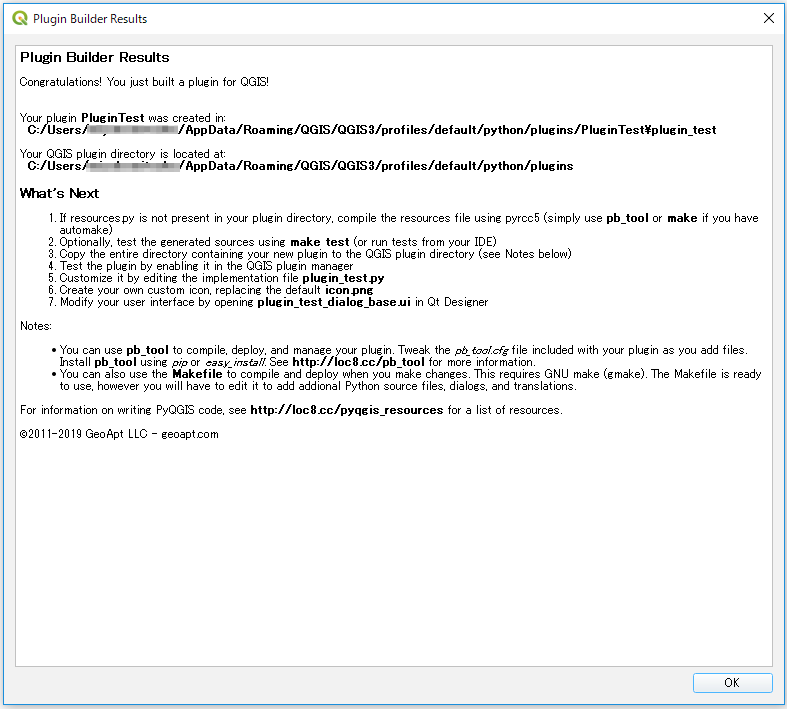 Plugin Builder Results
Plugin Builder Results
Congratulations! You just built a plugin for QGIS!
Your plugin PluginTest was created in:
C:/Users/ /AppData/Roaming/QGIS/QGIS3/profiles/default/python/plugins/PluginTest¥plugin_test
Your QGIS plugin directory is located at:
C:/Users/ /AppData/Roaming/QGIS/QGIS3/profiles/default/python/plugins
What's Next
1. If resources.py is not present in your plugin directory, compile the resources file using pyrcc5 (simply use pb_tool or make if you have
automake)
2. Optionally, test the generated sources using make test (or run tests from your IDE)
3. Copy the entire directory containing your new plugin to the QGIS plugin directory (see Notes below)
4. Test the plugin by enabling it in the QGIS plugin manager
5. Customize it by editing the implementation file plugin_test.py
6. Create your own custom icon, replacing the default icon.png
7. Modify your user interface by opening plugin_test_dialog_base.ui in Qt Designer
Notes:
• You can use pb_tool to compile, deploy, and manage your plugin. Tweak the pb_tool.cfg file included with your plugin as you add files.
Install pb_tool using pip or easy_install. See http://loc8.cc/pb_tool for more information.
• You can also use the Makefile to compile and deploy when you make changes. This requires GNU make (gmake). The Makefile is ready
to use, however you will have to edit it to add addional Python source files, dialogs, and translations.
For information on writing PyQGIS code, see http://loc8.cc/pyqgis_resources for a list of resources.
©2011-2019 GeoApt LLC - geoapt.com
OK